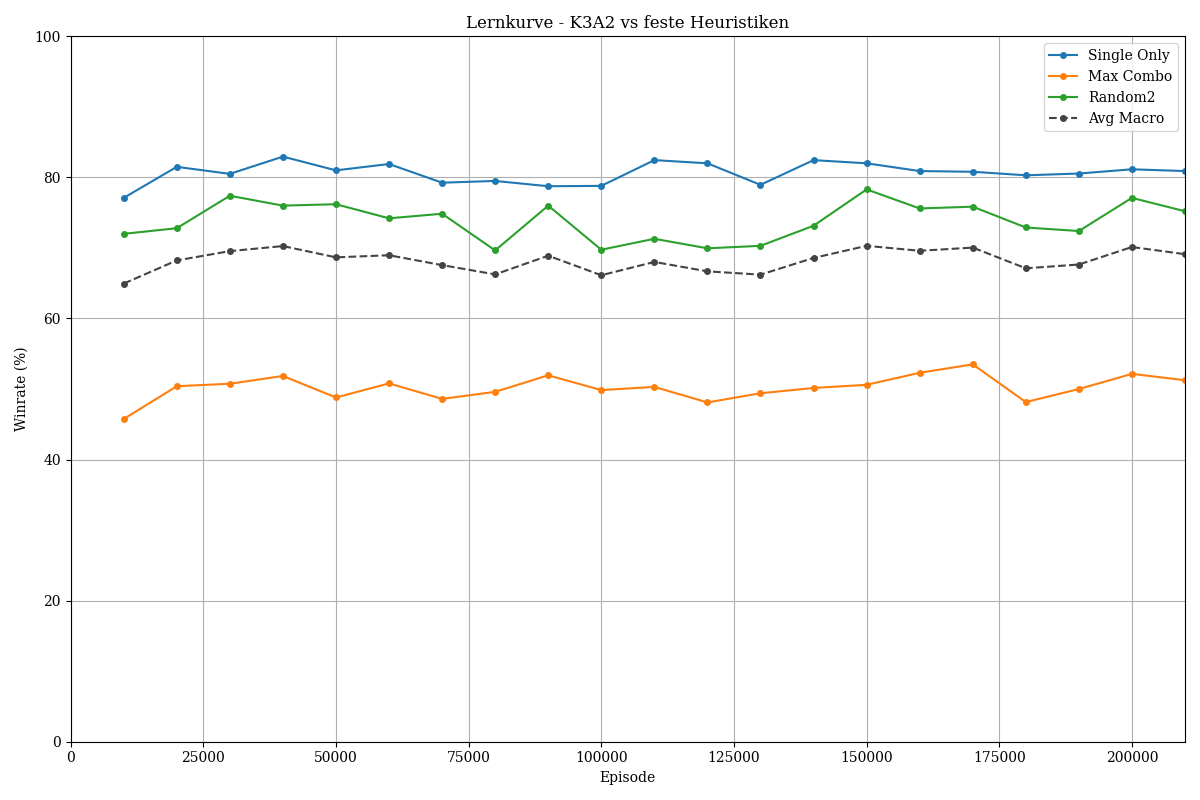 Lernkurve - K3A2 vs feste Heuristiken
100
80
60
40
20
0
Winrate (%)
Single Only
Max Combo
Random2
Avg Macro
0 25000 50000 75000 100000 125000 150000 175000 200000
Episode